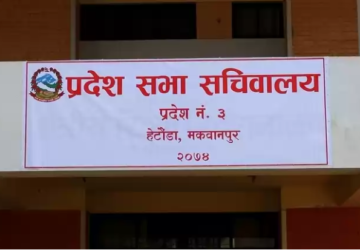 प्रदेश सभा सचिवालय
प्रदेश नं. ३
हेटौंडा, मकवानपुर
२०७४